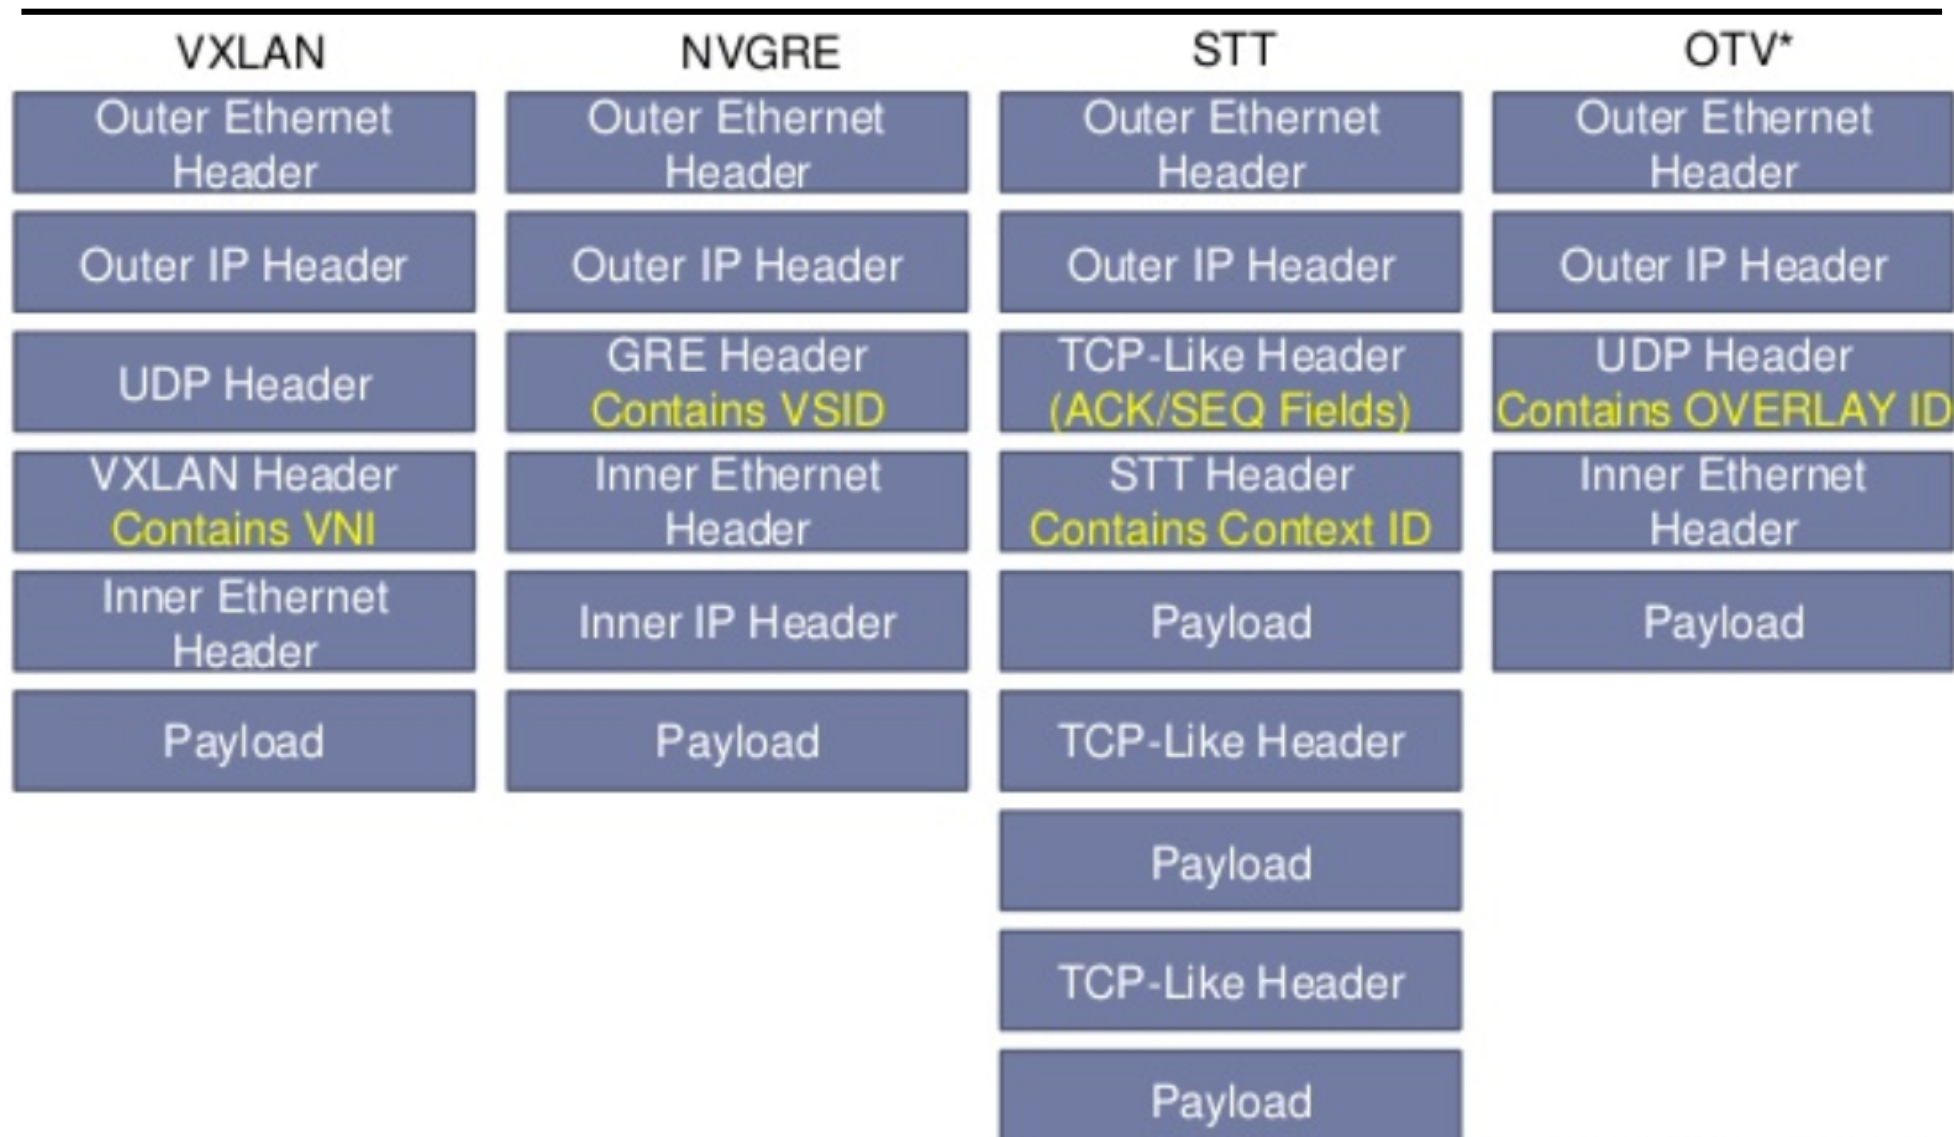 VXLAN
Outer Ethernet
Header
Outer IP Header
UDP Header
VXLAN Header
Contains VNI
Inner Ethernet
Header
Payload
NVGRE
Outer Ethernet
Header
Outer IP Header
GRE Header
Contains VSID
Inner Ethernet
Header
Inner IP Header
Payload
STT
Outer Ethernet
Header
Outer IP Header
TCP-Like Header
(ACK/SEQ Fields)
STT Header
Contains Context ID
Payload
TCP-Like Header
Payload
TCP-Like Header
Payload
OTV*
Outer Ethernet
Header
Outer IP Header
UDP Header
Contains OVERLAY ID
Inner Ethernet
Header
Payload